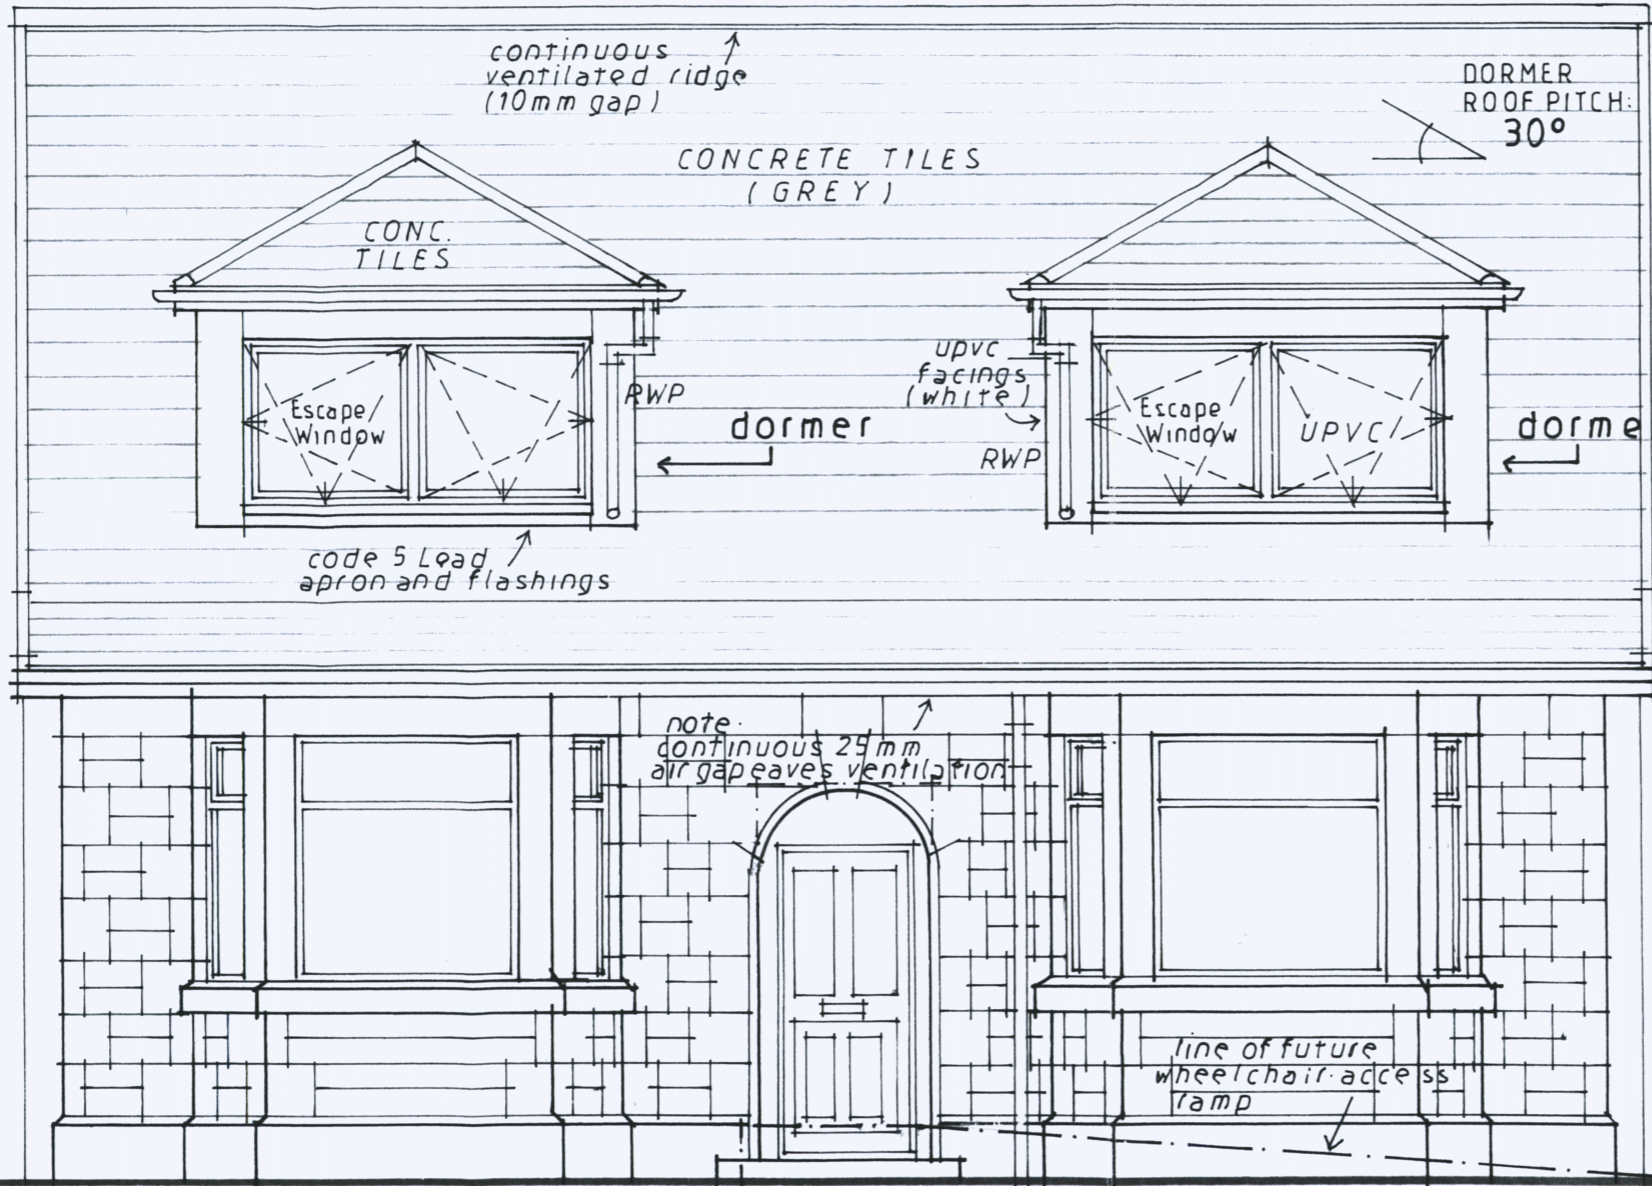 continuous
ventilated ridge
(10mm gap)
DORMER
ROOF PITCH:
30°
CONCRETE TILES
(GREY)
CONC.
TILES
Escape
Window
RWP
dormer
UPVC
facings
(white)
RWP
Escape
Window
UPVC
dorme
code 5 Lead
apron and flashings
note
continuous 25mm
air gap eaves ventilation
line of future
wheelchair access
ramp